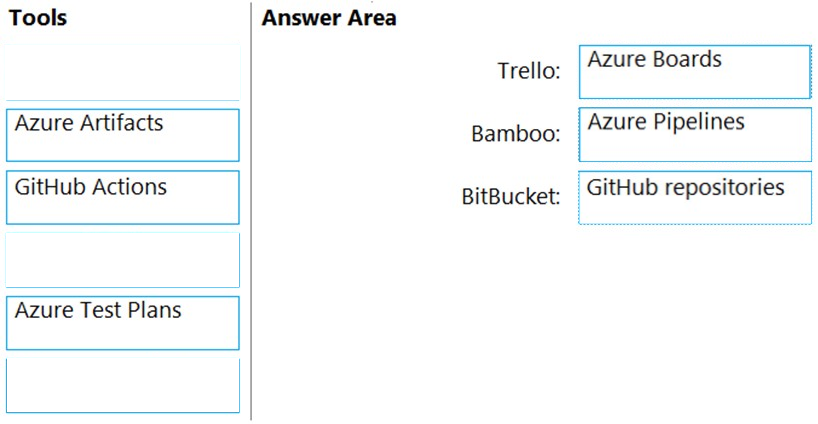 Tools
Answer Area
Trello:
Azure Boards
Azure Artifacts
Bamboo:
Azure Pipelines
GitHub Actions
BitBucket:
GitHub repositories
Azure Test Plans